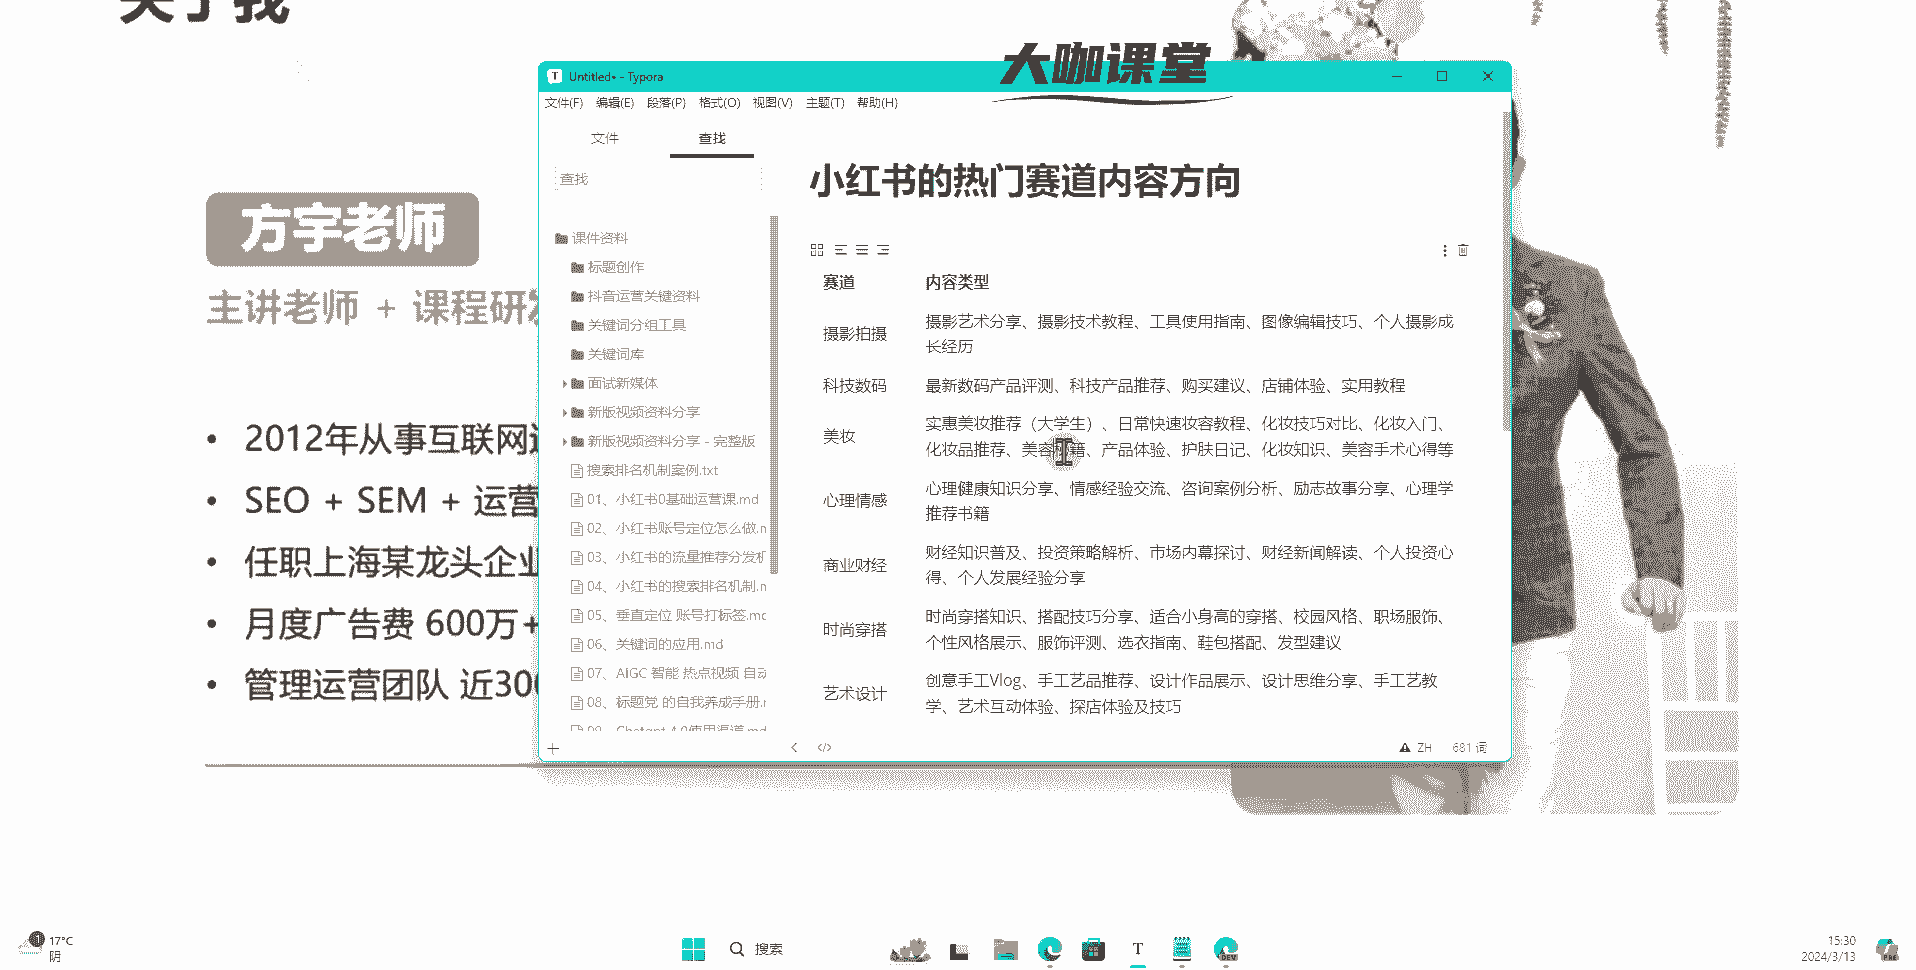 关于我
大咖课堂
Untitled• - Typora
文件(F) 编辑(E) 段落(P) 格式(O) 视图(V) 主题(T) 帮助(H)
文件 查找
查找
课件资料
标题创作
抖音运营关键资料
关键词分组工具
关键词库
面试新媒体
新版视频资料分享
新版视频资料分享 - 完整版
搜索排名机制案例.txt
01、小红书0基础运营课.md
02、小红书账号定位怎么做.m
03、小红书的流量推荐分发机
04、小红书的搜索排名机制.m
05、垂直定位 账号打标签.mc
06、关键词的应用.md
07、AIGC 智能 热点视频 自动
08、标题党 的自我养成手册.r
09、Chatgpt 4.0使用渠道.md
小红书的热门赛道内容方向
赛道 内容类型
摄影拍摄 摄影艺术分享、摄影技术教程、工具使用指南、图像编辑技巧、个人摄影成
长经历
科技数码 最新数码产品评测、科技产品推荐、购买建议、店铺体验、实用教程
美妆 实惠美妆推荐（大学生）、日常快速妆容教程、化妆技巧对比、化妆入门、
化妆品推荐、美容书籍、产品体验、护肤日记、化妆知识、美容手术心得等
心理情感 心理健康知识分享、情感经验交流、咨询案例分析、励志故事分享、心理学
推荐书籍
商业财经 财经知识普及、投资策略解析、市场内幕探讨、财经新闻解读、个人投资心
得、个人发展经验分享
时尚穿搭 时尚穿搭知识、搭配技巧分享、适合小身高的穿搭、校园风格、职场服饰、
个性风格展示、服饰评测、选衣指南、鞋包搭配、发型建议
艺术设计 创意手工Vlog、手工艺品推荐、设计作品展示、设计思维分享、手工艺教
学、艺术互动体验、探店体验及技巧
ZH 681 词
方宇老师
主讲老师 + 课程研发
• 2012年从事互联网运
• SEO + SEM + 运营
• 任职上海某龙头企业
• 月度广告费 600万+
• 管理运营团队 近300
1
17°C
阴
搜索
T
DEV
15:30
2024/3/13
PRE